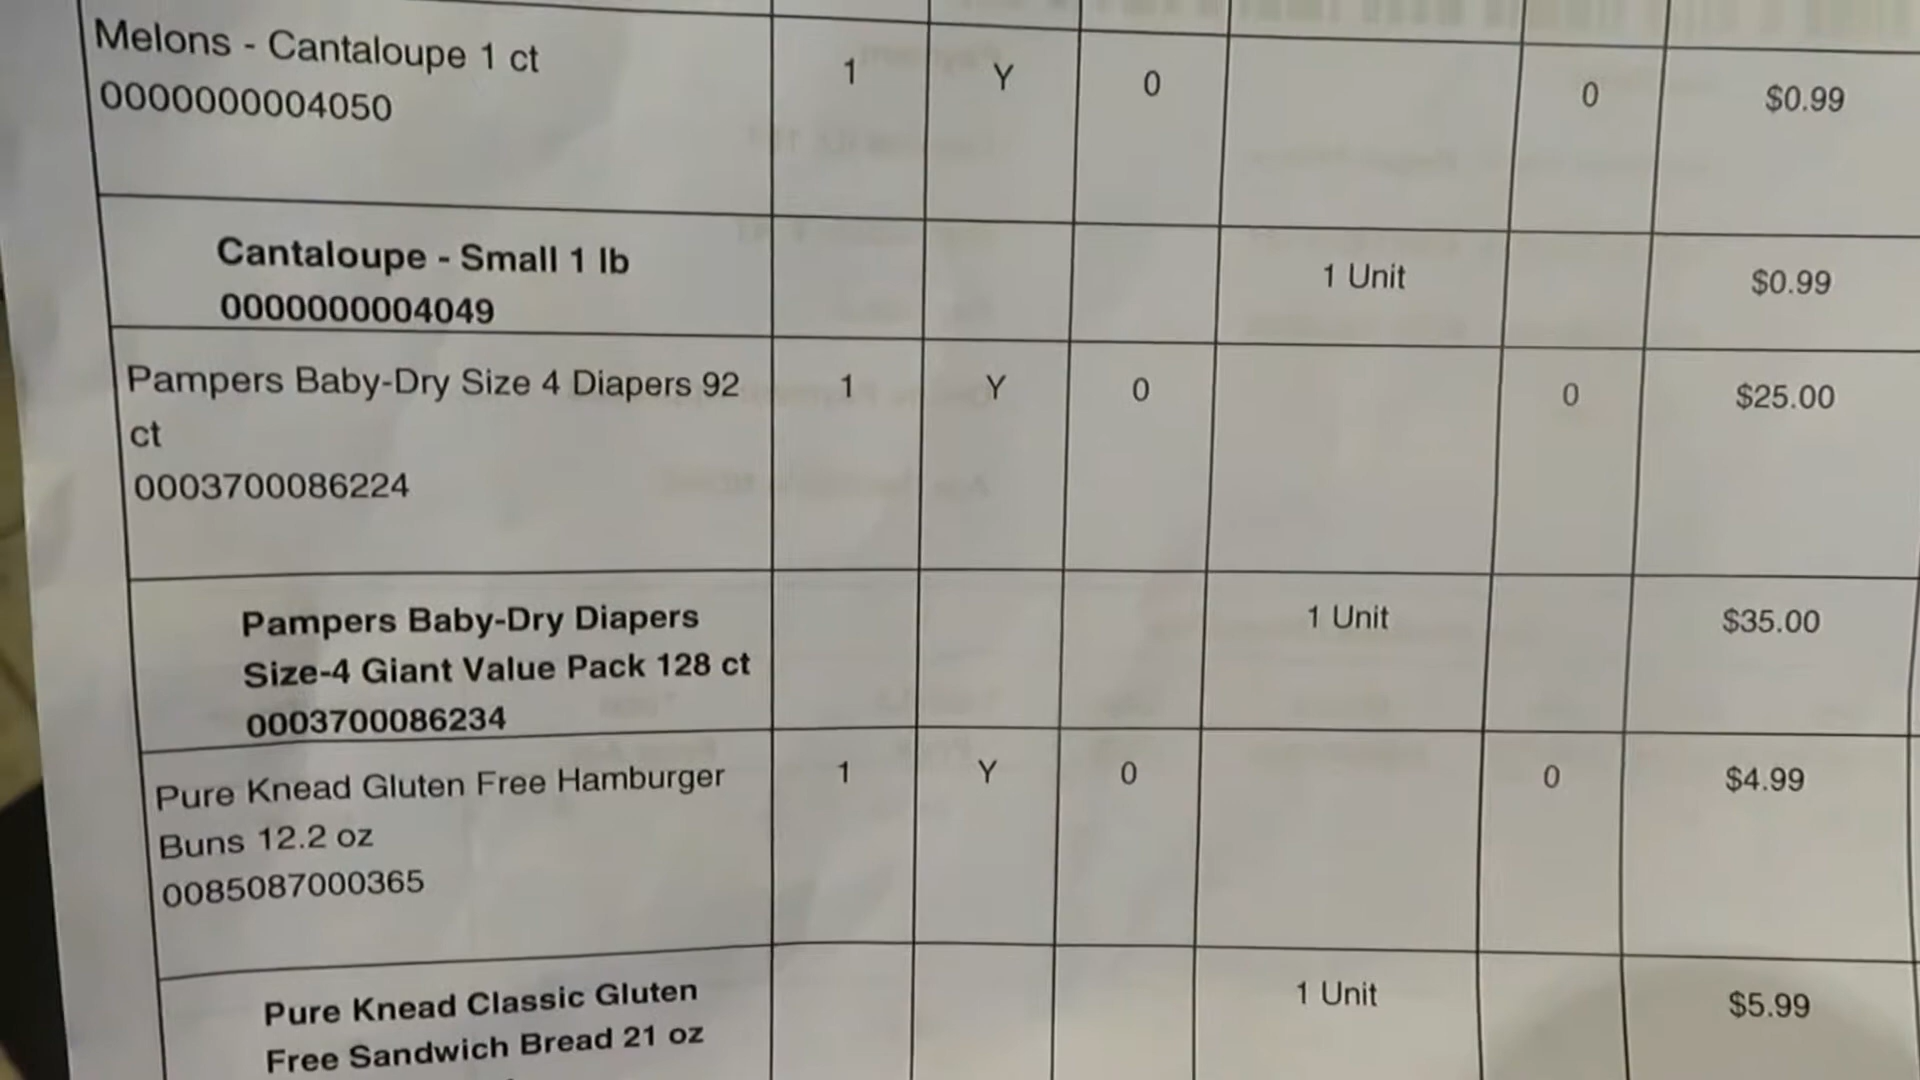 Melons - Cantaloupe 1 ct 1 Y 0 0 $0.99
0000000004050
Cantaloupe - Small 1 lb 1 Unit $0.99
0000000004049
Pampers Baby-Dry Size 4 Diapers 92 1 Y 0 0 $25.00
ct
0003700086224
Pampers Baby-Dry Diapers 1 Unit $35.00
Size-4 Giant Value Pack 128 ct
0003700086234
Pure Knead Gluten Free Hamburger 1 Y 0 0 $4.99
Buns 12.2 oz
0085087000365
Pure Knead Classic Gluten 1 Unit $5.99
Free Sandwich Bread 21 oz